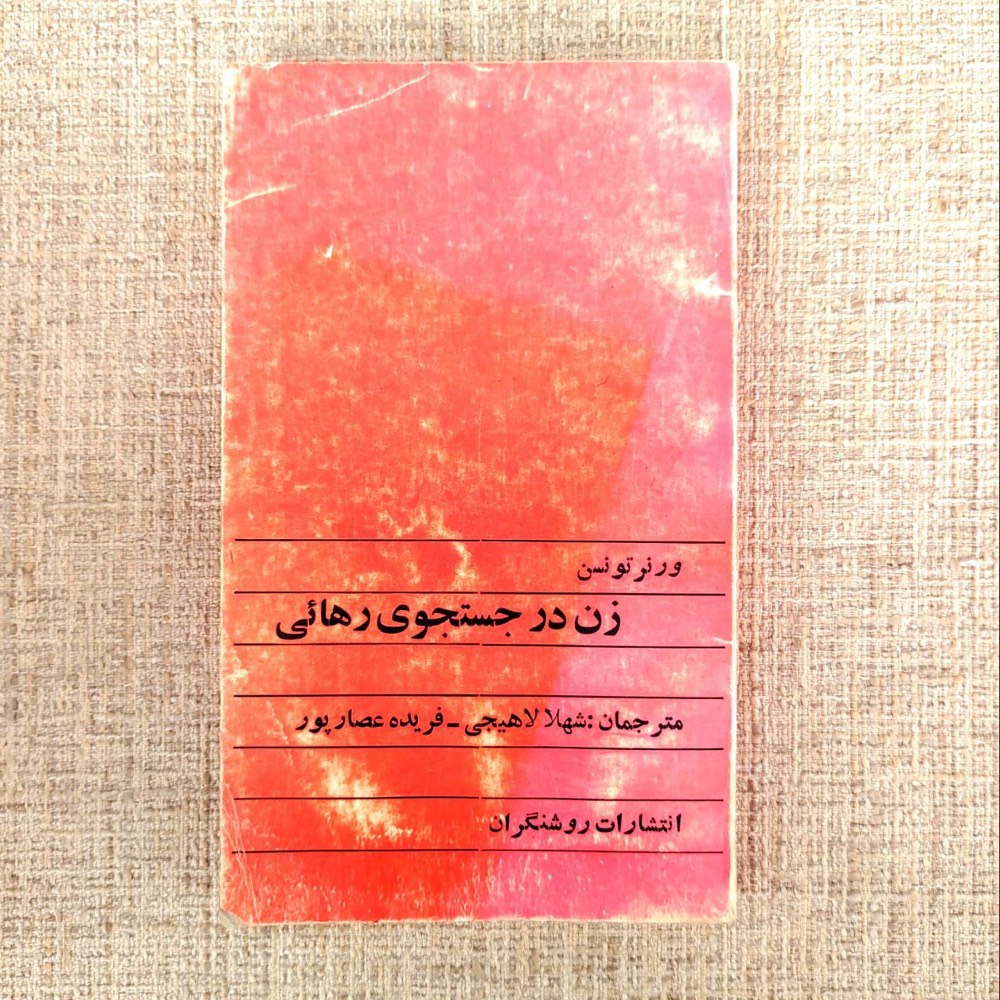 ورنر تونسن
زن در جستجوی رهائی
مترجمان : شهلا لاهیجی - فریده عصارپور
انتشارات روشنگران